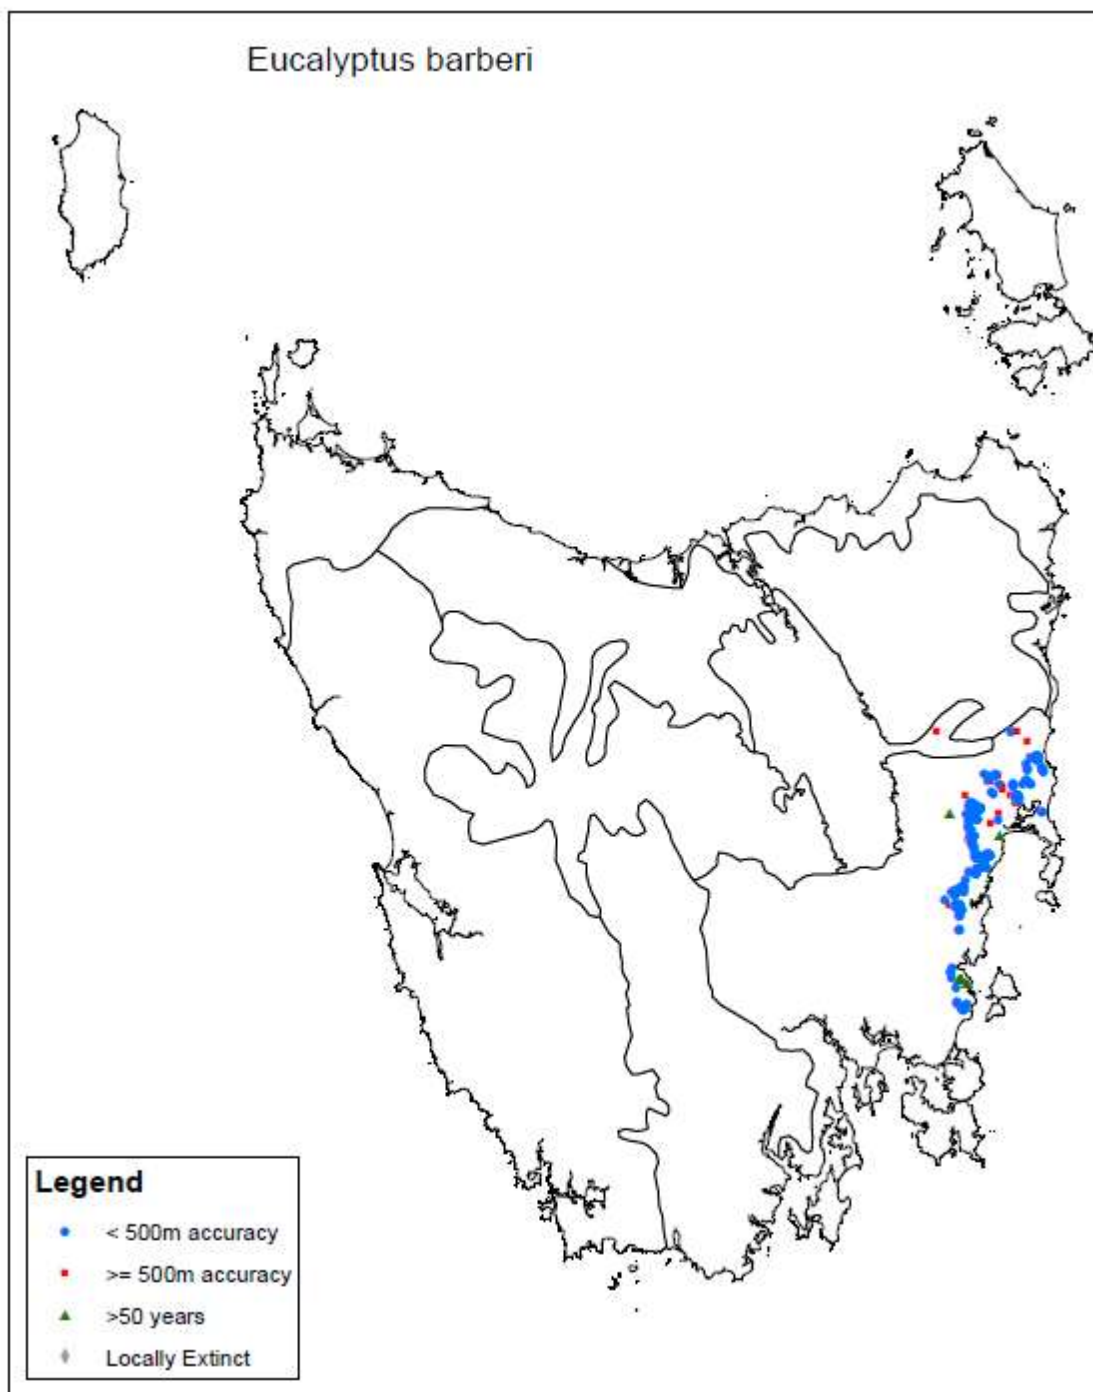 Eucalyptus barberi
Legend
< 500m accuracy
>= 500m accuracy
>50 years
Locally Extinct